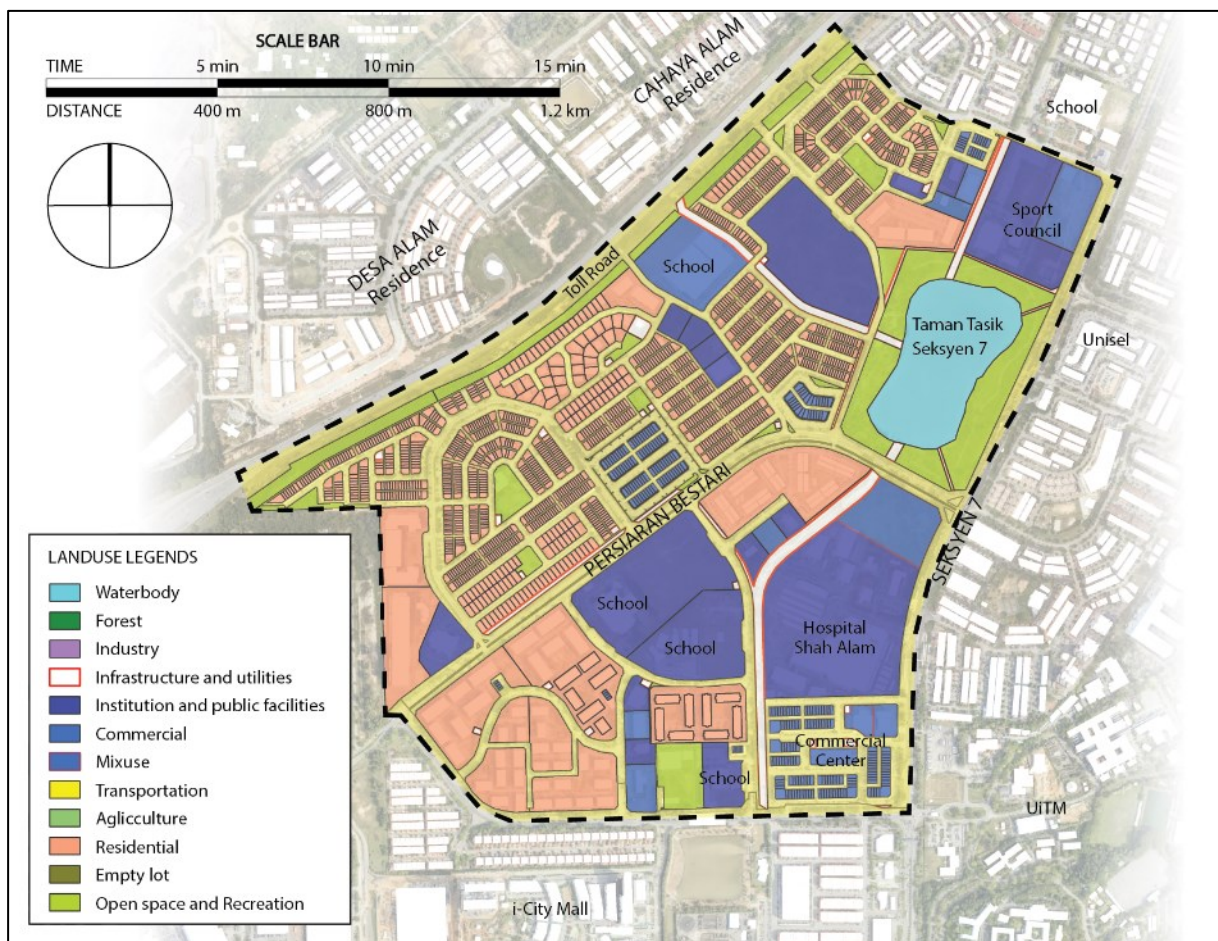 SCALE BAR
TIME 5 min 10 min 15 min
DISTANCE 400 m 800 m 1.2 km
CAHAYA ALAM
Residence
School
DESA ALAM
Residence
Toll Road
Sport
Council
School
Taman Tasik
Seksyen 7
Unisel
PERSIARAN BESTARI
SEKSYEN 7
School
School
Hospital
Shah Alam
Commercial
Center
School
UiTM
i-City Mall
LANDUSE LEGENDS
Waterbody
Forest
Industry
Infrastructure and utilities
Institution and public facilities
Commercial
Mixuse
Transportation
Aglicculture
Residential
Empty lot
Open space and Recreation